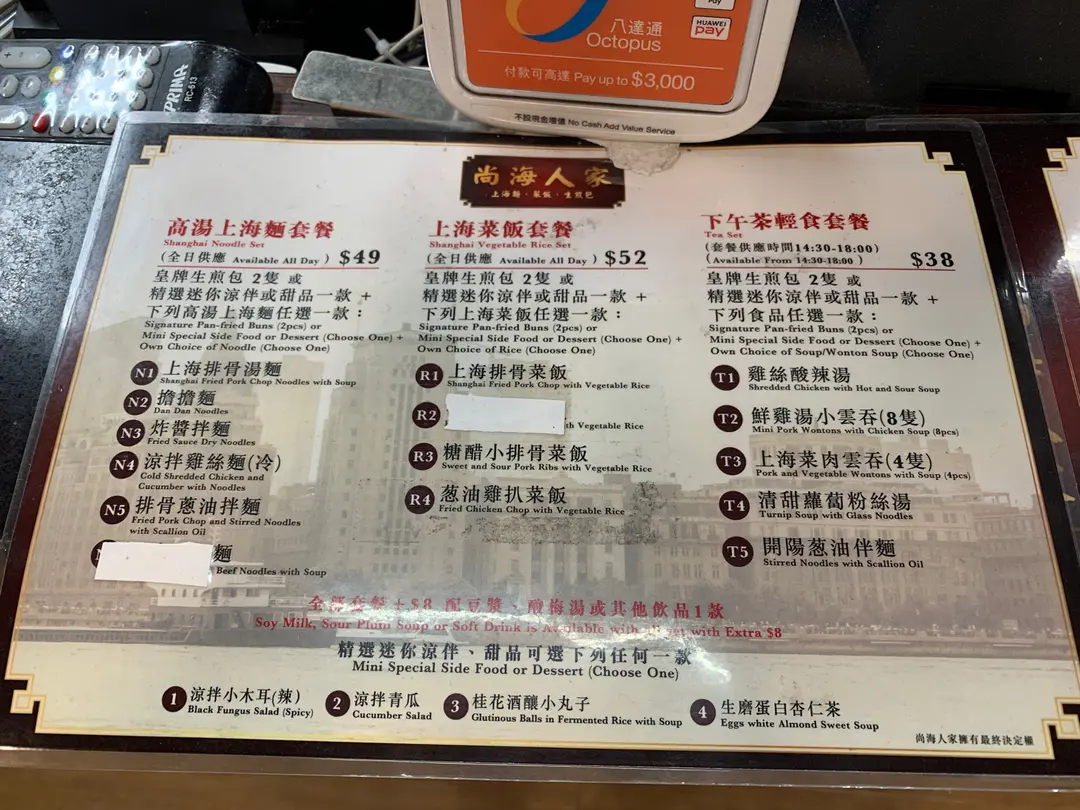 八達通
Octopus
HUAWEI
Pay
付款可高達 Pay up to $3,000
不設現金增值 No Cash Add Value Service
PRIMA
RC-613
尚海人家
上海麵·菜飯·生煎包
高湯上海麵套餐
Shanghai Noodle Set
(全日供應 Available All Day) $49
皇牌生煎包 2隻 或
精選迷你涼伴或甜品一款 +
下列高湯上海麵任選一款：
Signature Pan-fried Buns (2pcs) or
Mini Special Side Food or Dessert (Choose One) +
Own Choice of Noodle (Choose One)
N1 上海排骨湯麵
Shanghai Fried Pork Chop Noodles with Soup
N2 擔擔麵
Dan Dan Noodles
N3 炸醬拌麵
Fried Sauce Dry Noodles
N4 涼拌雞絲麵(冷)
Cold Shredded Chicken and
Cucumber with Noodles
N5 排骨蔥油拌麵
Fried Pork Chop and Stirred Noodles
with Scallion Oil
麵
Beef Noodles with Soup
上海菜飯套餐
Shanghai Vegetable Rice Set
(全日供應 Available All Day) $52
皇牌生煎包 2隻 或
精選迷你涼伴或甜品一款 +
下列上海菜飯任選一款：
Signature Pan-fried Buns (2pcs) or
Mini Special Side Food or Dessert (Choose One) +
Own Choice of Rice (Choose One)
R1 上海排骨菜飯
Shanghai Fried Pork Chop with Vegetable Rice
R2
th Vegetable Rice
R3 糖醋小排骨菜飯
Sweet and Sour Pork Ribs with Vegetable Rice
R4 葱油雞扒菜飯
Fried Chicken Chop with Vegetable Rice
下午茶輕食套餐
Tea Set
(套餐供應時間14:30-18:00)
(Available From 14:30-18:00) $38
皇牌生煎包 2隻 或
精選迷你涼伴或甜品一款 +
下列食品任選一款：
Signature Pan-fried Buns (2pcs) or
Mini Special Side Food or Dessert (Choose One) +
Own Choice of Soup/Wonton Soup (Choose One)
T1 雞絲酸辣湯
Shredded Chicken with Hot and Sour Soup
T2 鮮雞湯小雲吞(8隻)
Mini Pork Wontons with Chicken Soup (8pcs)
T3 上海菜肉雲吞(4隻)
Pork and Vegetable Wontons with Soup (4pcs)
T4 清甜蘿蔔粉絲湯
Turnip Soup with Glass Noodles
T5 開陽葱油伴麵
Stirred Noodles with Scallion Oil
全部套餐+$8 配豆漿、酸梅湯或其他飲品1款
Soy Milk, Sour Plum Soup or Soft Drink is Available with all set with Extra $8
精選迷你涼伴、甜品可選下列任何一款
Mini Special Side Food or Dessert (Choose One)
1 涼拌小木耳(辣)
Black Fungus Salad (Spicy)
2 涼拌青瓜
Cucumber Salad
3 桂花酒釀小丸子
Glutinous Balls in Fermented Rice with Soup
4 生磨蛋白杏仁茶
Eggs white Almond Sweet Soup
尚海人家擁有最終決定權